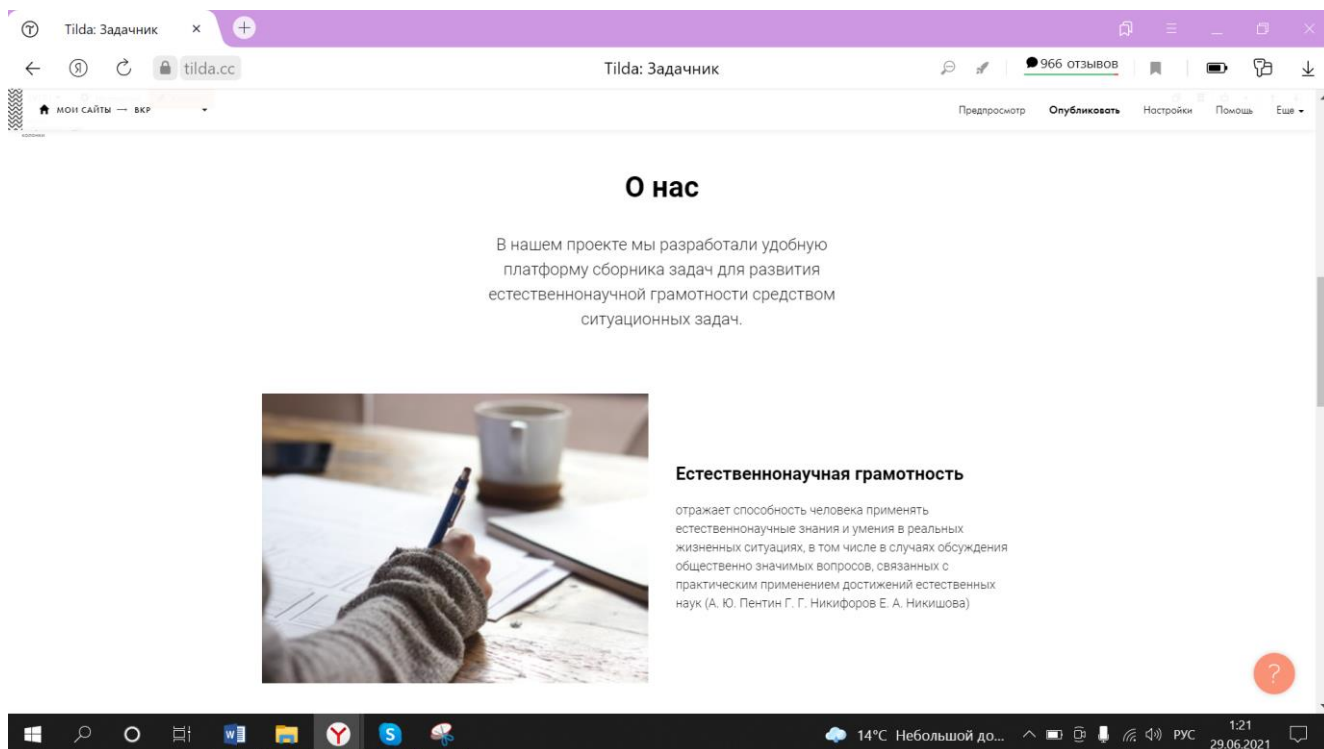 Tilda: Задачник
tilda.cc
Tilda: Задачник
966 отзывов
МОИ САЙТЫ → ВКР
Предпросмотр Опубликовать Настройки Помощь Еще
колонки
О нас
В нашем проекте мы разработали удобную
платформу сборника задач для развития
естественнонаучной грамотности средством
ситуационных задач.
Естественнонаучная грамотность
отражает способность человека применять
естественнонаучные знания и умения в реальных
жизненных ситуациях, в том числе в случаях обсуждения
общественно значимых вопросов, связанных с
практическим применением достижений естественных
наук (А. Ю. Пентин Г. Г. Никифоров Е. А. Никишова)
?
14°C Небольшой до... РУС
1:21
29.06.2021